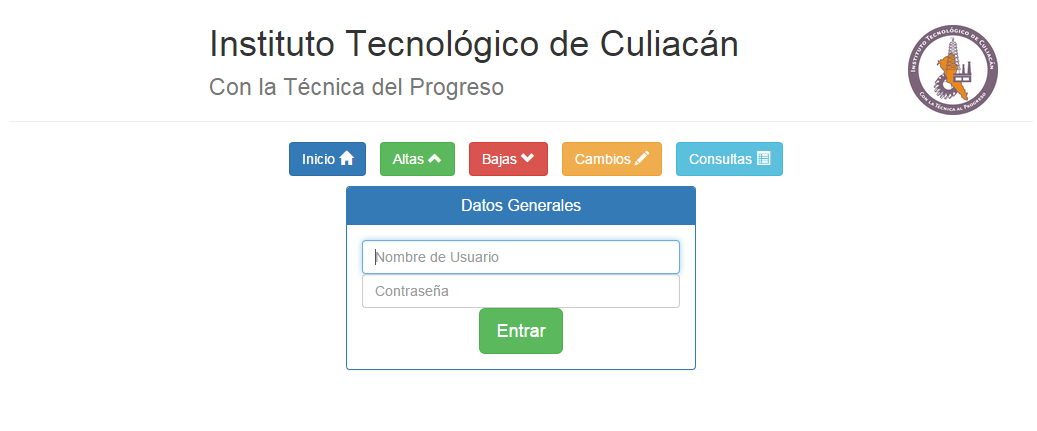 Instituto Tecnológico de Culiacán
Con la Técnica del Progreso
INSTITUTO TECNOLÓGICO DE CULIACÁN
CON LA TÉCNICA AL PROGRESO
Inicio Altas Bajas Cambios Consultas
Datos Generales
Nombre de Usuario
Contraseña
Entrar